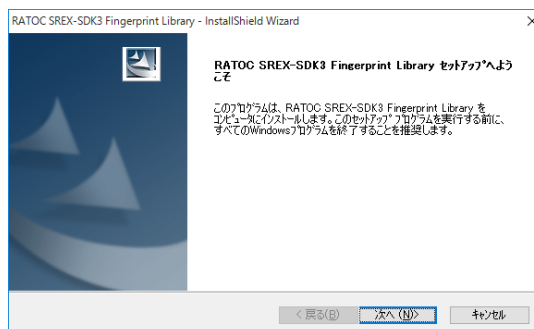 RATOC SREX-SDK3 Fingerprint Library - InstallShield Wizard
RATOC SREX-SDK3 Fingerprint Library ｾｯﾄｱｯﾌﾟへよう
こそ
このﾌﾟﾛｸﾞﾗﾑは、RATOC SREX-SDK3 Fingerprint Library を
ｺﾝﾋﾟｭｰﾀにｲﾝｽﾄｰﾙします。このｾｯﾄｱｯﾌﾟ ﾌﾟﾛｸﾞﾗﾑを実行する前に、
すべてのWindowsﾌﾟﾛｸﾞﾗﾑを終了することを推奨します。
< 戻る(B)
次へ (N)>
ｷｬﾝｾﾙ